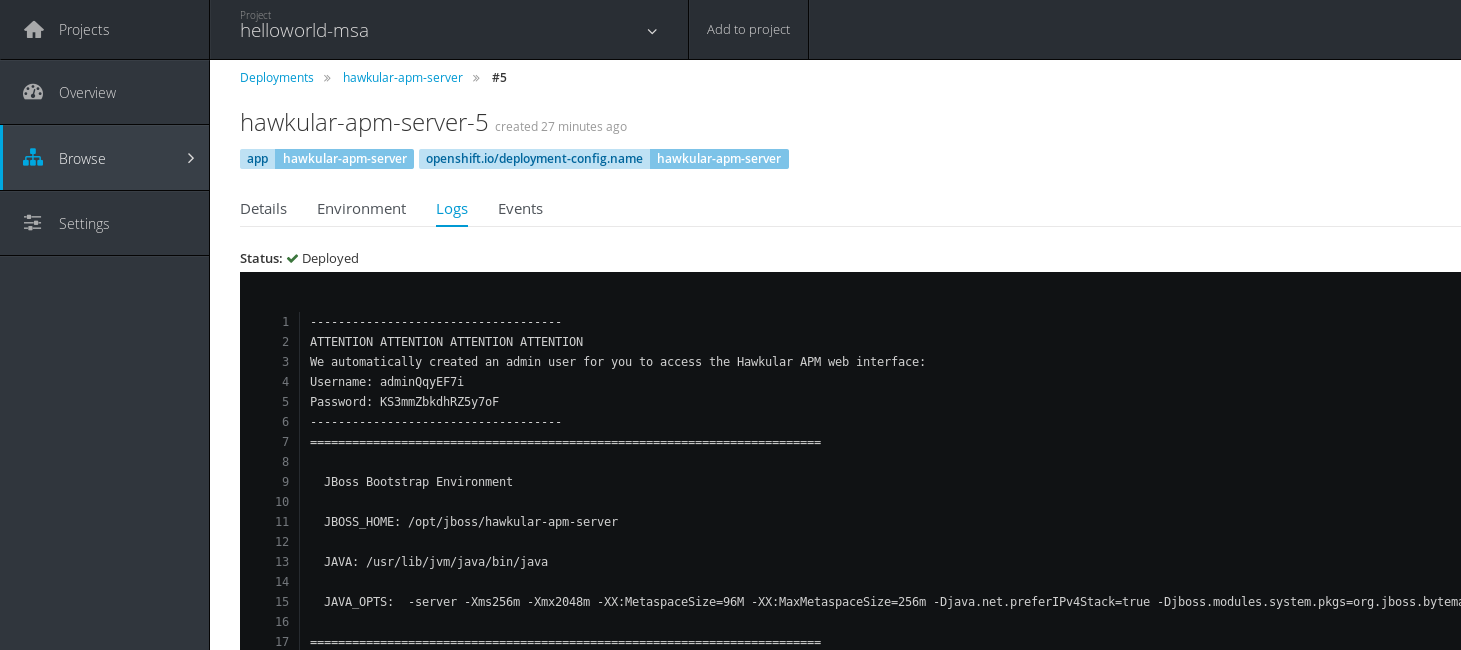 Projects
Project
helloworld-msa
Add to project
Overview
Browse
Settings
Deployments » hawkular-apm-server » #5
hawkular-apm-server-5 created 27 minutes ago
app hawkular-apm-server openshift.io/deployment-config.name hawkular-apm-server
Details Environment Logs Events
Status: Deployed
1 ------------------------------------
2 ATTENTION ATTENTION ATTENTION ATTENTION
3 We automatically created an admin user for you to access the Hawkular APM web interface:
4 Username: adminQqyEF7i
5 Password: KS3mmZbkdhRZ5y7oF
6 ------------------------------------
7 =========================================================================
8
9 JBoss Bootstrap Environment
10
11 JBOSS_HOME: /opt/jboss/hawkular-apm-server
12
13 JAVA: /usr/lib/jvm/java/bin/java
14
15 JAVA_OPTS:  -server -Xms256m -Xmx2048m -XX:MetaspaceSize=96M -XX:MaxMetaspaceSize=256m -Djava.net.preferIPv4Stack=true -Djboss.modules.system.pkgs=org.jboss.bytema
16
17 =========================================================================